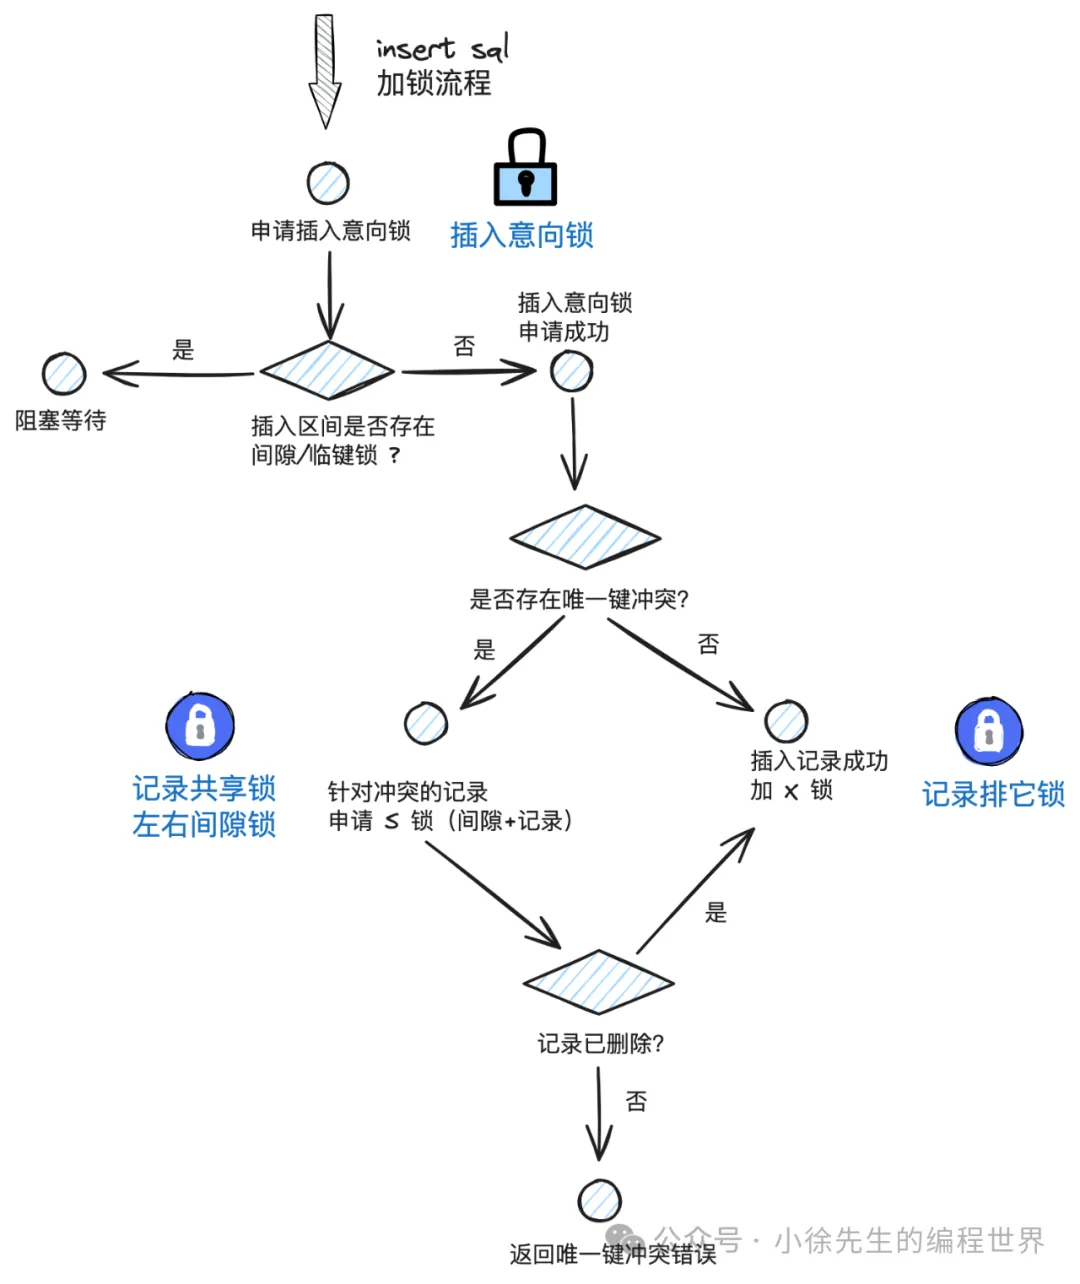 insert sql
加锁流程
申请插入意向锁
插入意向锁
插入意向锁
申请成功
是
否
阻塞等待
插入区间是否存在
间隙/临键锁 ?
是否存在唯一键冲突?
是
否
记录共享锁
左右间隙锁
针对冲突的记录
申请 S 锁（间隙+记录）
插入记录成功
加 X 锁
记录排它锁
是
记录已删除?
否
公众号 · 小徐先生的编程世界
返回唯一键冲突错误